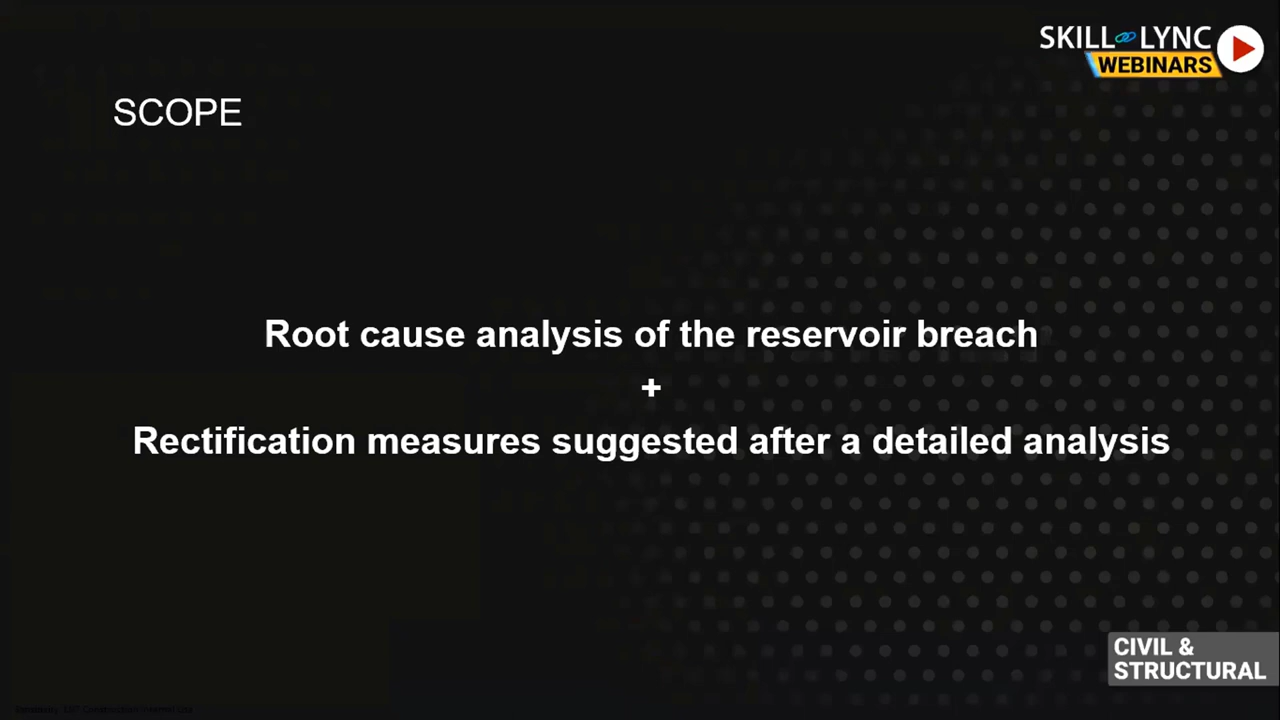 SKILL LYNC
WEBINARS
SCOPE
Root cause analysis of the reservoir breach
+
Rectification measures suggested after a detailed analysis
CIVIL &
STRUCTURAL